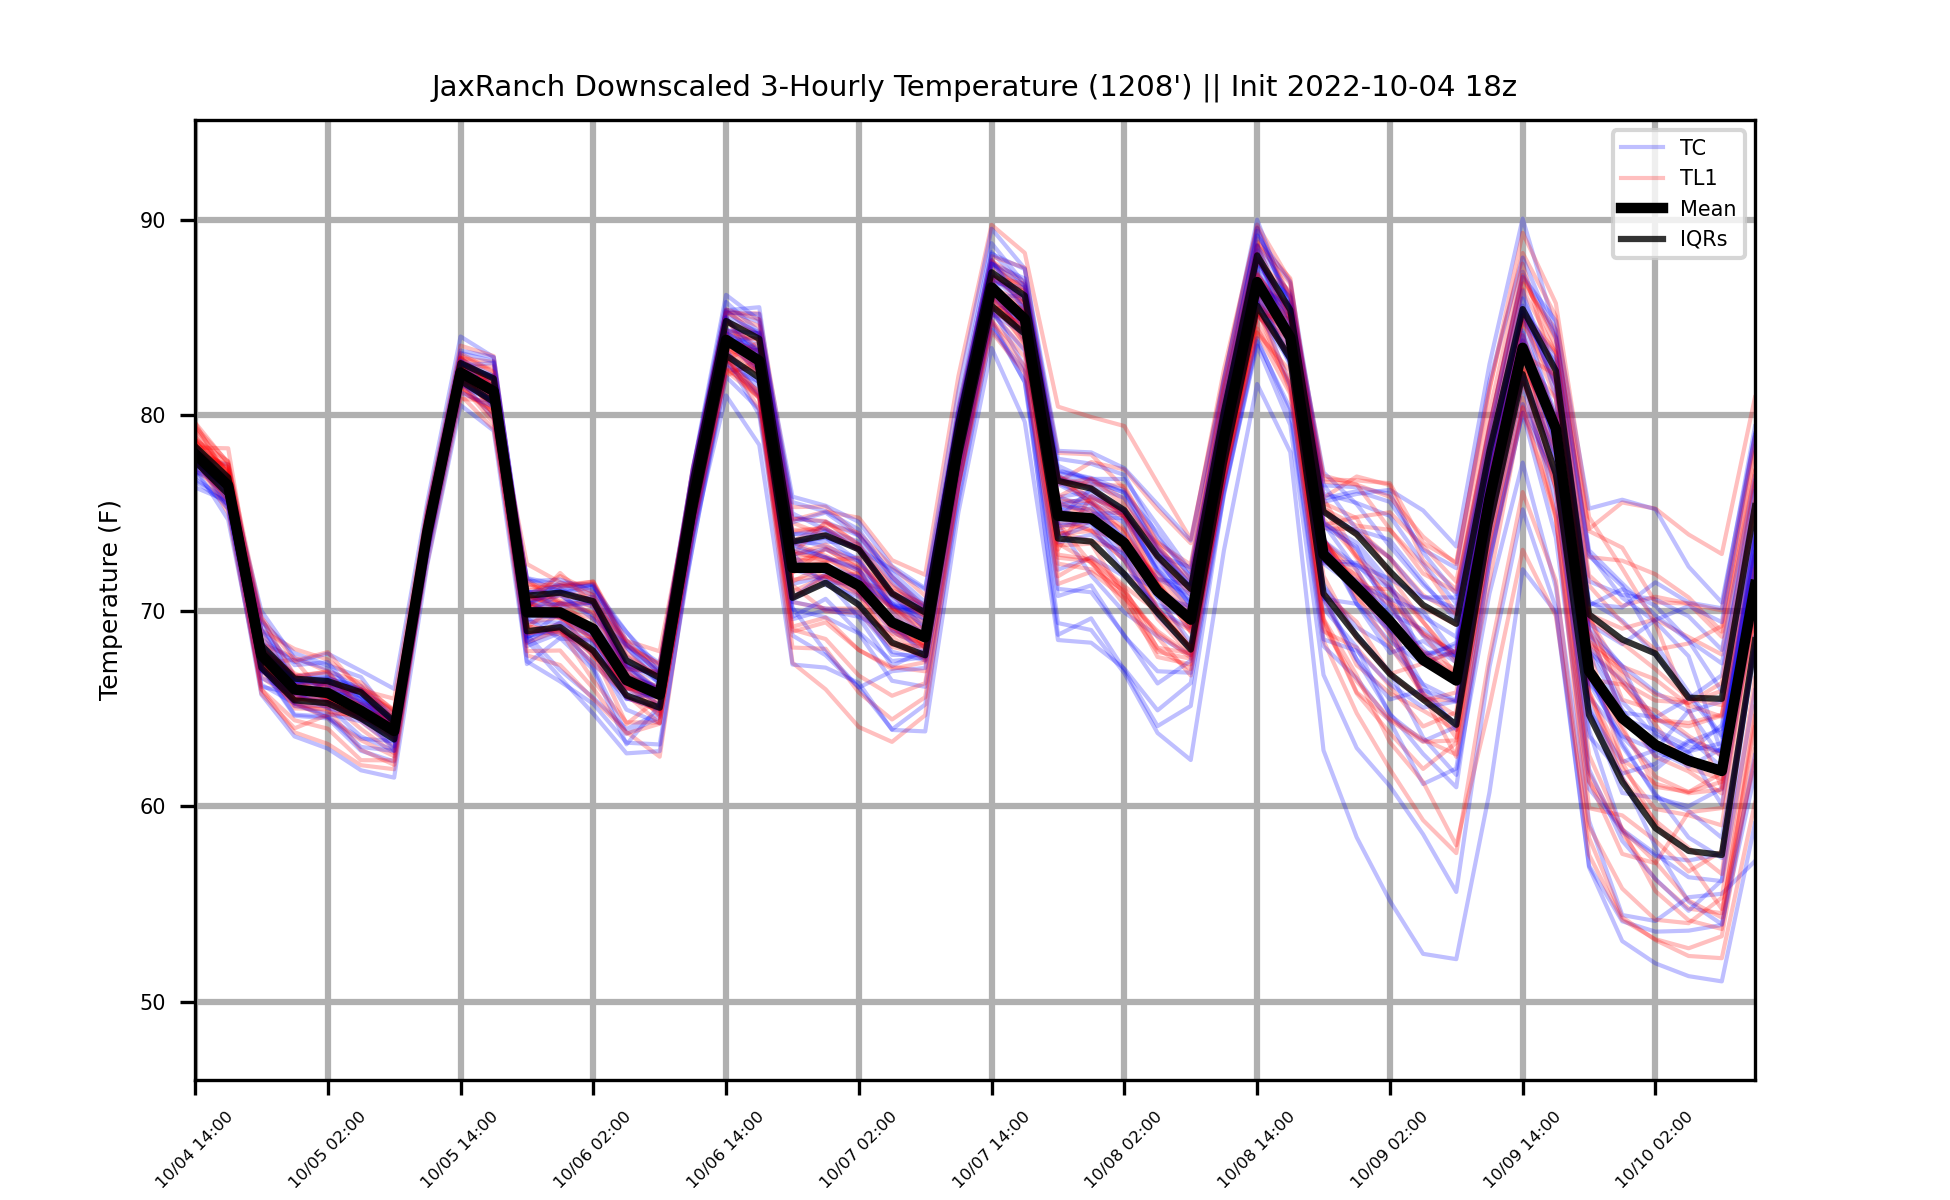 JaxRanch Downscaled 3-Hourly Temperature (1208') || Init 2022-10-04 18z
TC
TL1
Mean
IQRs
Temperature (F)
90
80
70
60
50
10/04 14:00
10/05 02:00
10/05 14:00
10/06 02:00
10/06 14:00
10/07 02:00
10/07 14:00
10/08 02:00
10/08 14:00
10/09 02:00
10/09 14:00
10/10 02:00